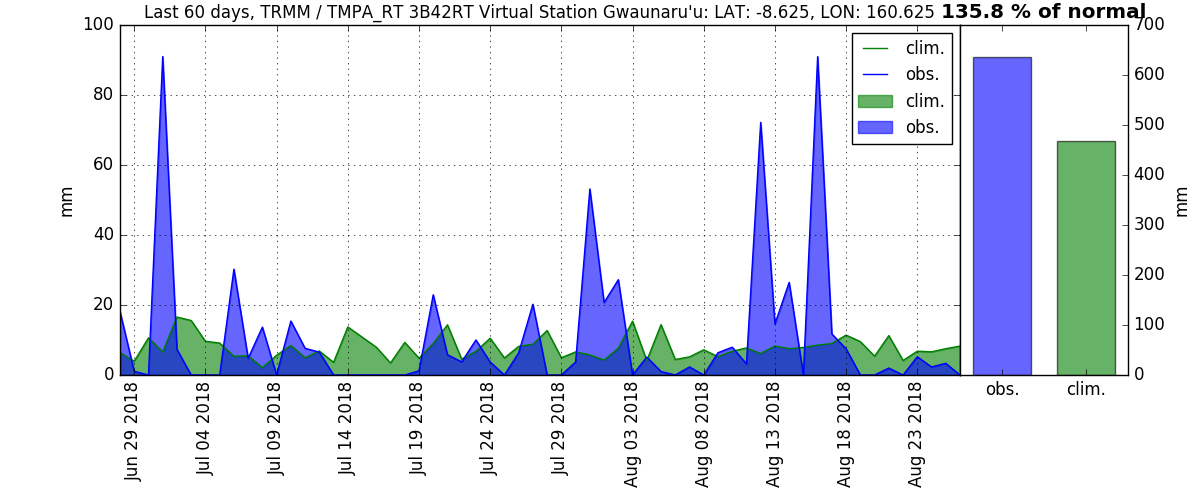 Last 60 days, TRMM / TMPA_RT 3B42RT Virtual Station Gwaunaru'u: LAT: -8.625, LON: 160.625 135.8 % of normal
100
80
60
40
20
0
mm
clim.
obs.
clim.
obs.
Jun 29 2018
Jul 04 2018
Jul 09 2018
Jul 14 2018
Jul 19 2018
Jul 24 2018
Jul 29 2018
Aug 03 2018
Aug 08 2018
Aug 13 2018
Aug 18 2018
Aug 23 2018
700
600
500
400
300
200
100
0
mm
obs.
clim.